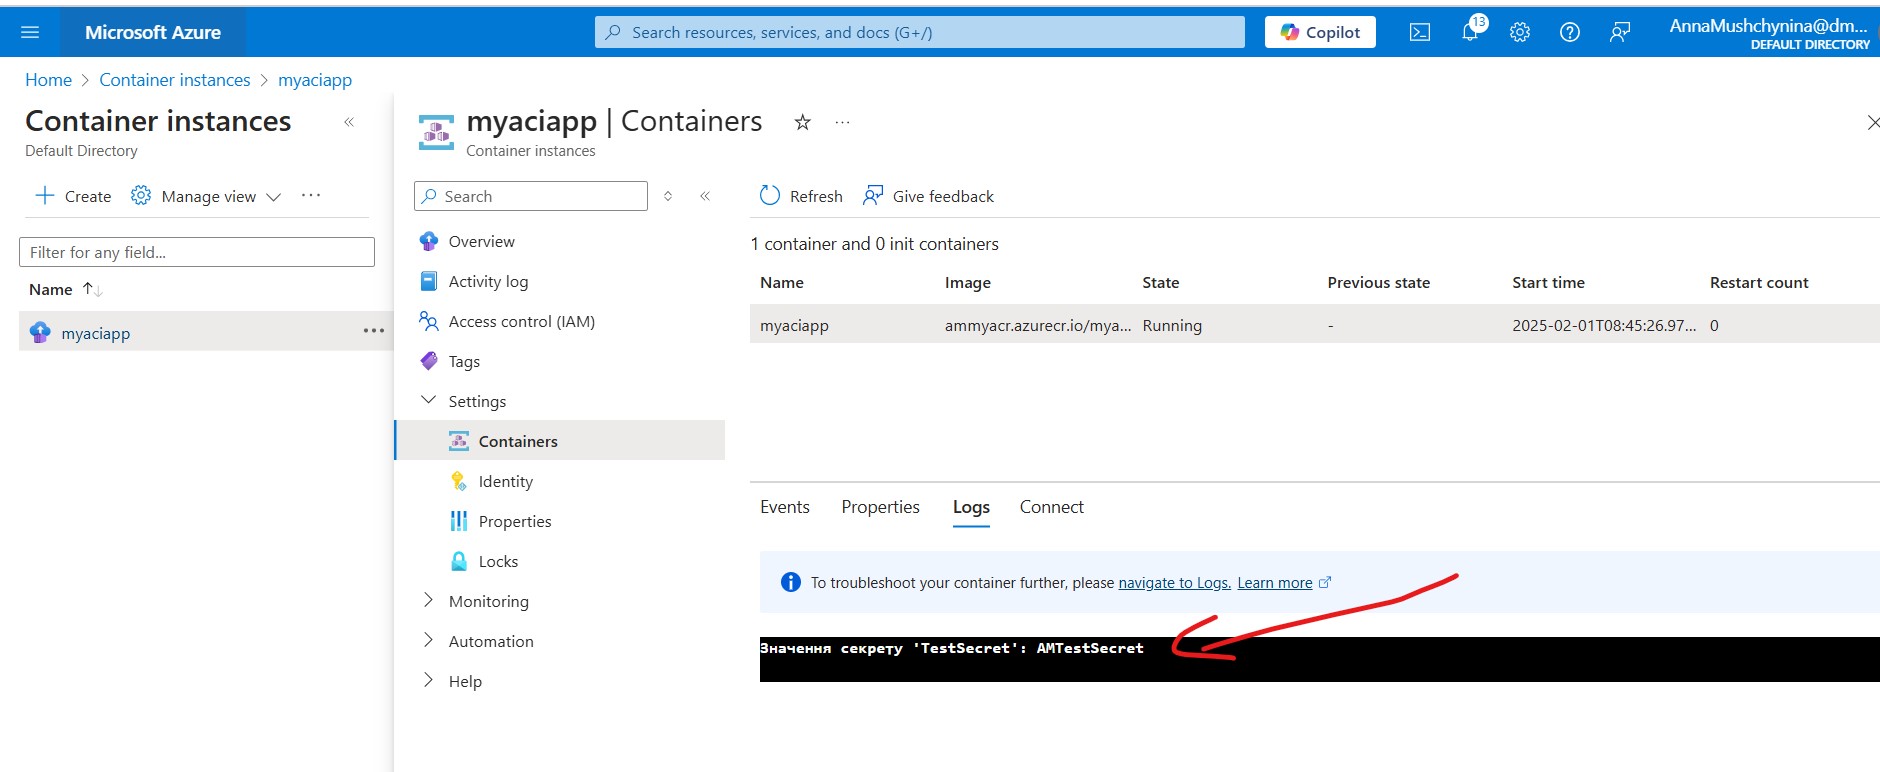 Microsoft Azure
Search resources, services, and docs (G+/)
Copilot
13
AnnaMushchynina@dm...
DEFAULT DIRECTORY
Home > Container instances > myaciapp
Container instances
Default Directory
Create
Manage view
Filter for any field...
Name
myaciapp
myaciapp | Containers
Container instances
Search
Overview
Activity log
Access control (IAM)
Tags
Settings
Containers
Identity
Properties
Locks
Monitoring
Automation
Help
Refresh
Give feedback
1 container and 0 init containers
Name Image State Previous state Start time Restart count
myaciapp ammyacr.azurecr.io/mya... Running - 2025-02-01T08:45:26.97... 0
Events Properties Logs Connect
To troubleshoot your container further, please navigate to Logs. Learn more
Значення секрету 'TestSecret': AMTestSecret